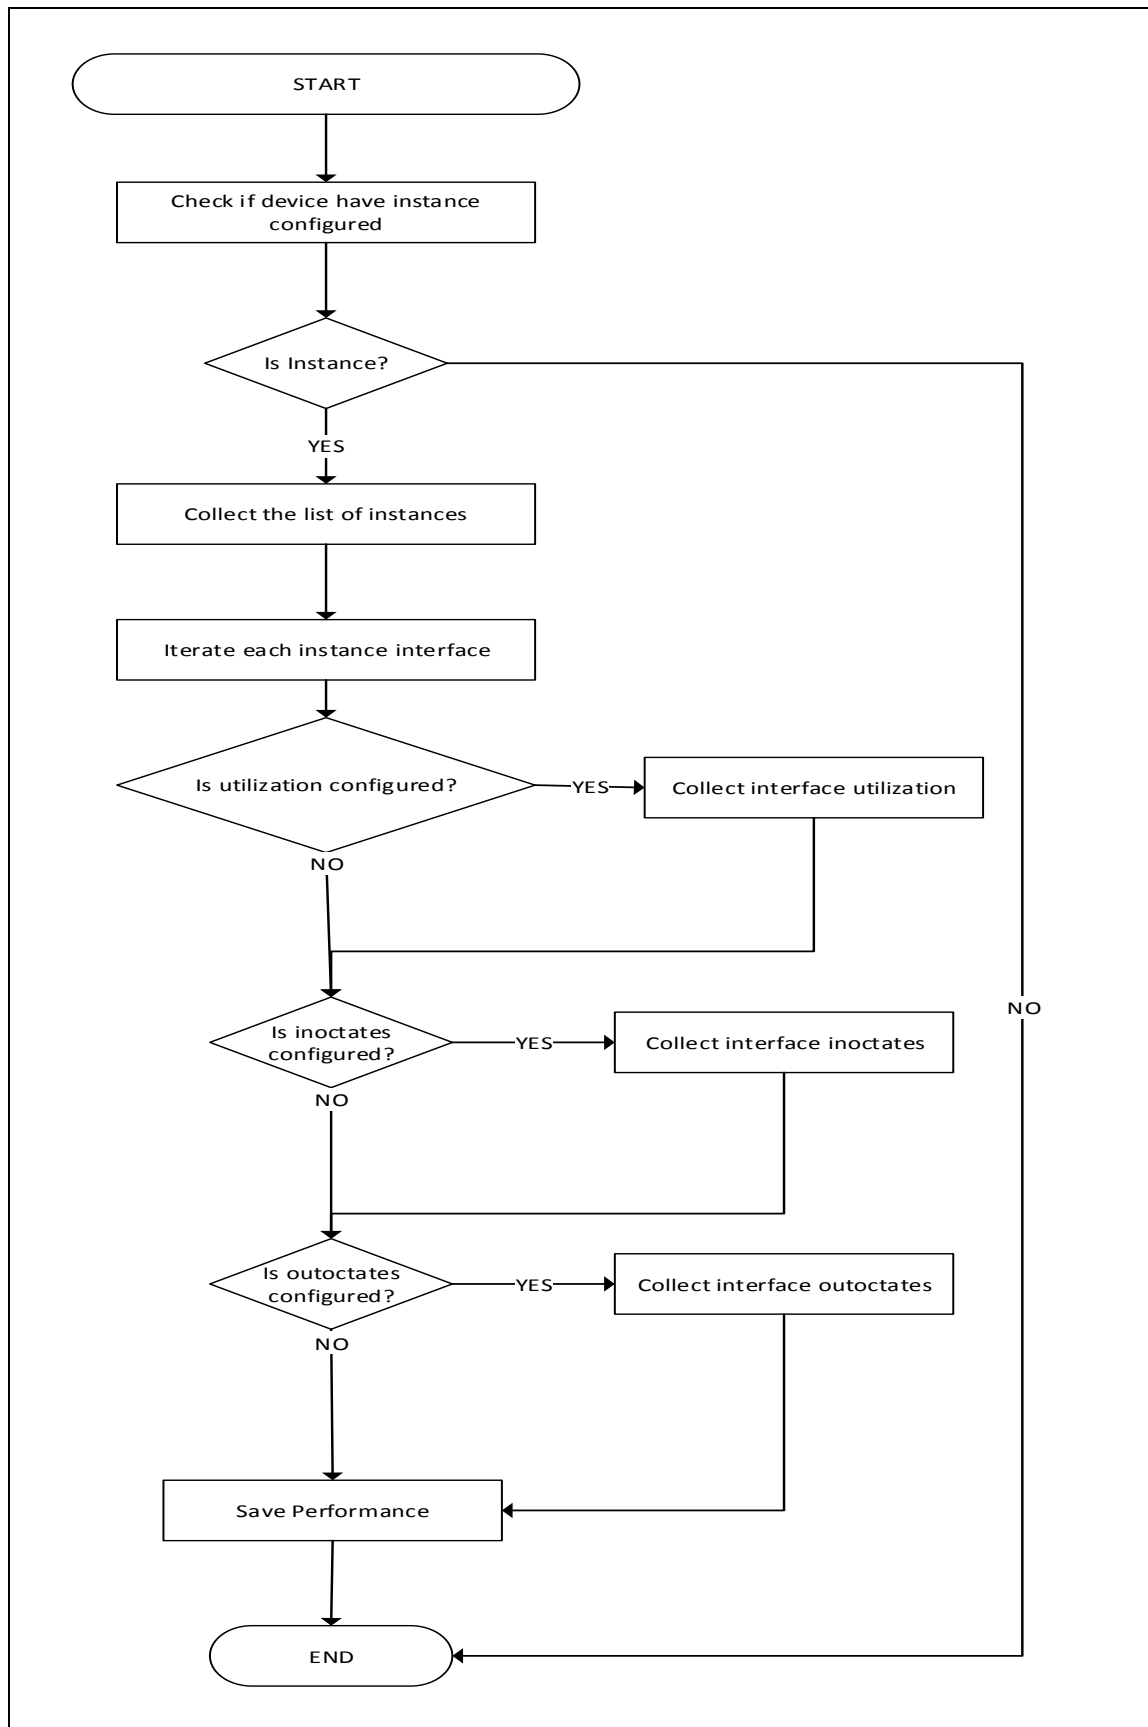 START
Check if device have instance
configured
Is Instance?
YES
Collect the list of instances
Iterate each instance interface
Is utilization configured?
YES
Collect interface utilization
NO
Is inoctates
configured?
YES
Collect interface inoctates
NO
NO
Is outoctates
configured?
YES
Collect interface outoctates
NO
Save Performance
END